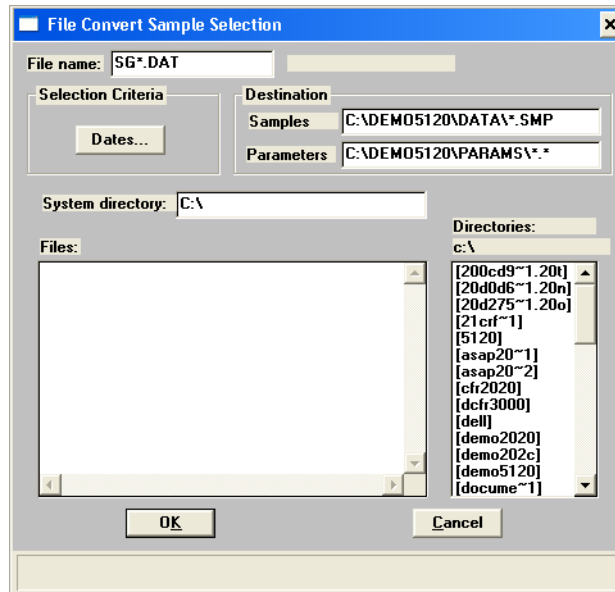 File Convert Sample Selection
File name: SG*.DAT
Selection Criteria
Dates...
Destination
Samples C:\DEMO5120\DATA\*.SMP
Parameters C:\DEMO5120\PARAMS\*.*
System directory: C:\
Directories:
c:\
Files:
[200cd9~1.20t]
[20d0d6~1.20n]
[20d275~1.20o]
[21crf~1]
[5120]
[asap20~1]
[asap20~2]
[cfr2020]
[dcfr3000]
[dell]
[demo2020]
[demo202c]
[demo5120]
[docume~1]
OK
Cancel